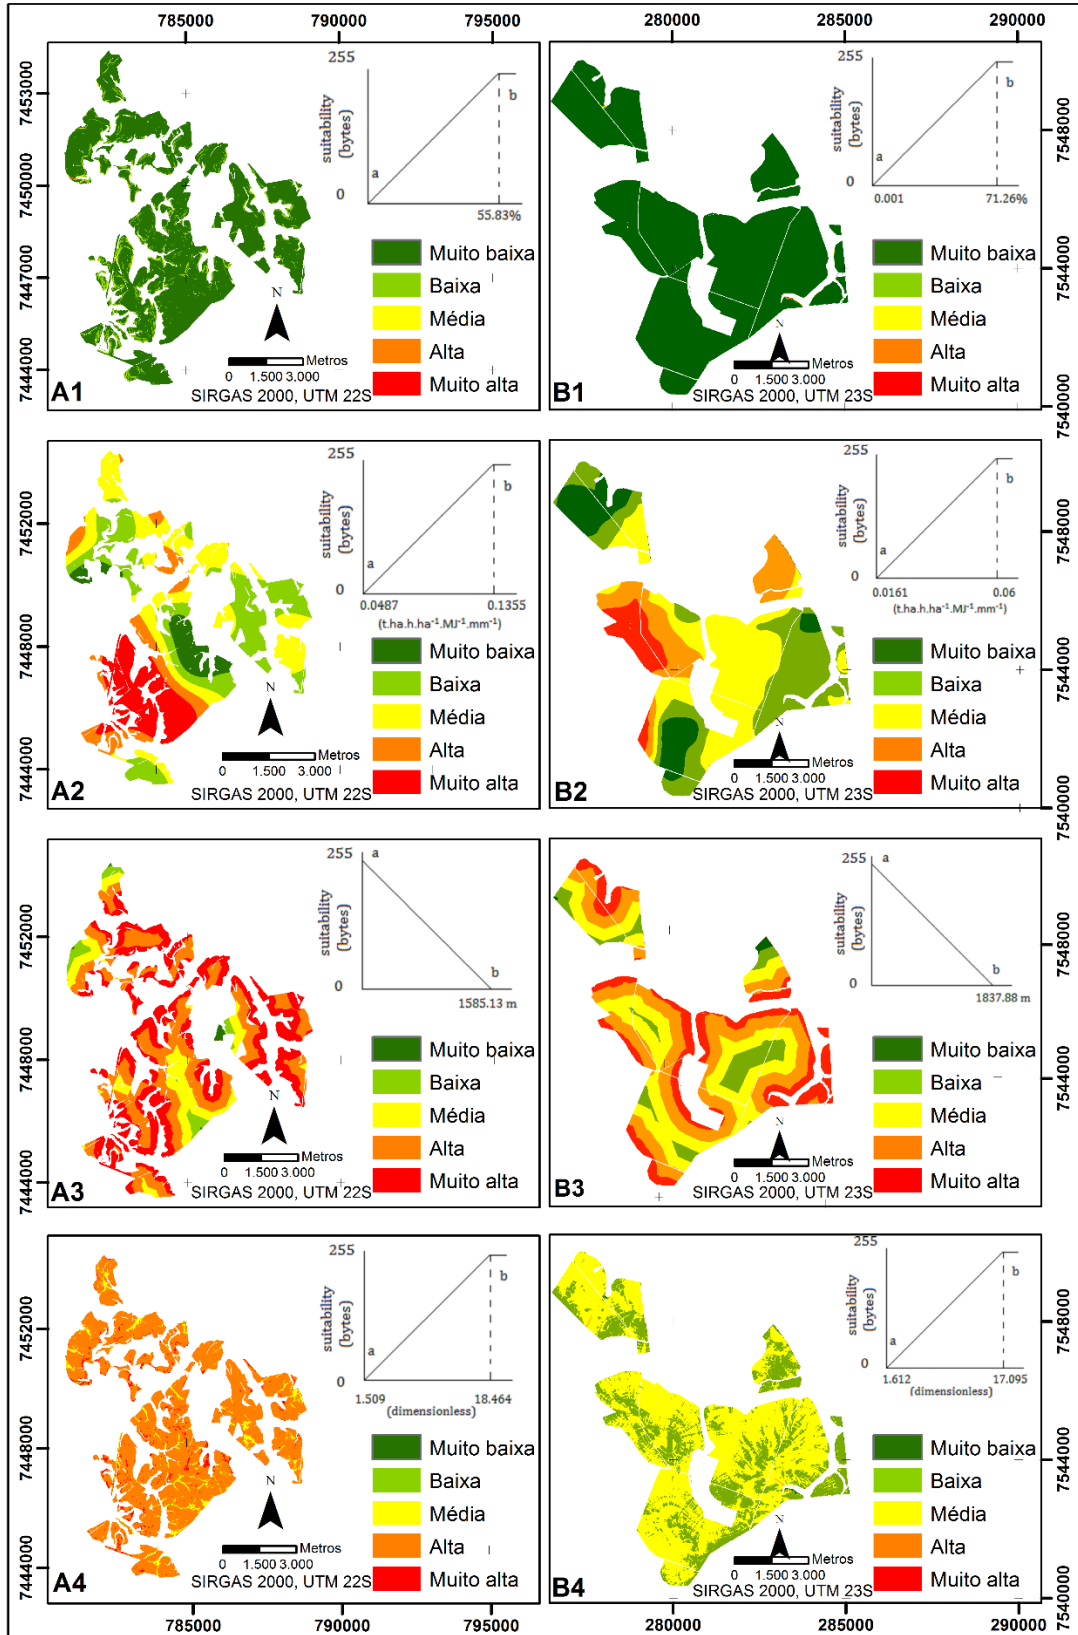 785000 790000 795000
280000 285000 290000
7453000
7450000
7447000
7444000
255
suitability
(bytes)
a
b
0
55.83%
Muito baixa
Baixa
Média
Alta
Muito alta
N
Metros
0 1.500 3.000
SIRGAS 2000, UTM 22S
A1
255
suitability
(bytes)
a
b
0
0.001 71.26%
Muito baixa
Baixa
Média
Alta
Muito alta
N
Metros
0 1.500 3.000
SIRGAS 2000, UTM 23S
B1
7548000
7544000
7540000
7452000
7448000
7444000
255
suitability
(bytes)
a
b
0
0.0487 0.1355
(t.ha.h.ha⁻¹.MJ⁻¹.mm⁻¹)
Muito baixa
Baixa
Média
Alta
Muito alta
N
Metros
0 1.500 3.000
SIRGAS 2000, UTM 22S
A2
255
suitability
(bytes)
a
b
0
0.0161 0.06
(t.ha.h.ha⁻¹.MJ⁻¹.mm⁻¹)
Muito baixa
Baixa
Média
Alta
Muito alta
N
Metros
0 1.500 3.000
SIRGAS 2000, UTM 23S
B2
7548000
7544000
7540000
7452000
7448000
7444000
255
suitability
(bytes)
a
b
0
1585.13 m
Muito baixa
Baixa
Média
Alta
Muito alta
N
Metros
0 1.500 3.000
SIRGAS 2000, UTM 22S
A3
255
suitability
(bytes)
a
b
0
1837.88 m
Muito baixa
Baixa
Média
Alta
Muito alta
N
Metros
0 1.500 3.000
SIRGAS 2000, UTM 23S
B3
7548000
7544000
7540000
7452000
7448000
7444000
255
suitability
(bytes)
a
b
0
1.509 18.464
(dimensionless)
Muito baixa
Baixa
Média
Alta
Muito alta
N
Metros
0 1.500 3.000
SIRGAS 2000, UTM 22S
A4
255
suitability
(bytes)
a
b
0
1.612 17.095
(dimensionless)
Muito baixa
Baixa
Média
Alta
Muito alta
N
Metros
0 1.500 3.000
SIRGAS 2000, UTM 23S
B4
7548000
7544000
7540000
785000 790000 795000
280000 285000 290000